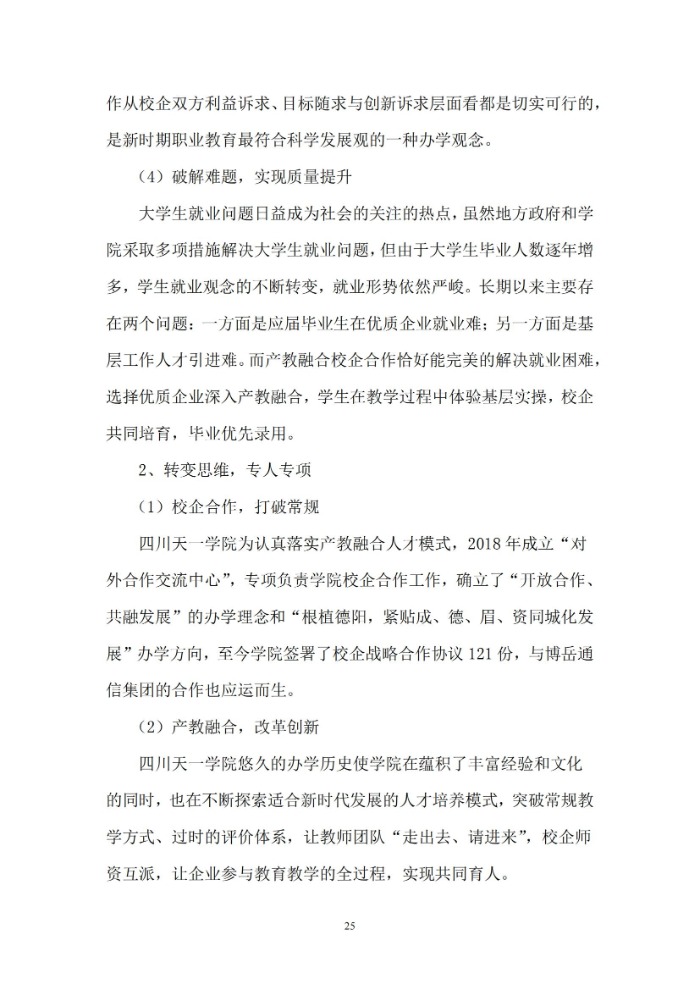 作从校企双方利益诉求、目标随求与创新诉求层面看都是切实可行的，
是新时期职业教育最符合科学发展观的一种办学观念。
（4）破解难题，实现质量提升
大学生就业问题日益成为社会的关注的热点，虽然地方政府和学
院采取多项措施解决大学生就业问题，但由于大学生毕业人数逐年增
多，学生就业观念的不断转变，就业形势依然严峻。长期以来主要存
在两个问题：一方面是应届毕业生在优质企业就业难；另一方面是基
层工作人才引进难。而产教融合校企合作恰好能完美的解决就业困难，
选择优质企业深入产教融合，学生在教学过程中体验基层实操，校企
共同培育，毕业优先录用。
2、转变思维，专人专项
（1）校企合作，打破常规
四川天一学院为认真落实产教融合人才模式，2018 年成立“对
外合作交流中心”，专项负责学院校企合作工作，确立了“开放合作、
共融发展”的办学理念和“根植德阳，紧贴成、德、眉、资同城化发
展”办学方向，至今学院签署了校企战略合作协议 121 份，与博岳通
信集团的合作也应运而生。
（2）产教融合，改革创新
四川天一学院悠久的办学历史使学院在蕴积了丰富经验和文化
的同时，也在不断探索适合新时代发展的人才培养模式，突破常规教
学方式、过时的评价体系，让教师团队“走出去、请进来”，校企师
资互派，让企业参与教育教学的全过程，实现共同育人。
25